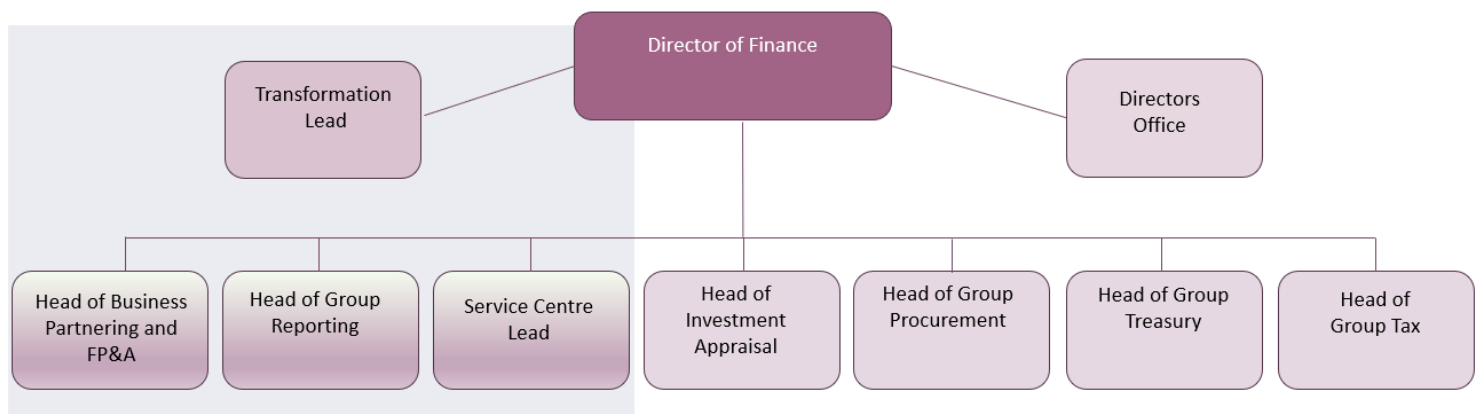 Director of Finance
Transformation
Lead
Directors
Office
Head of Business
Partnering and
FP&A
Head of Group
Reporting
Service Centre
Lead
Head of
Investment
Appraisal
Head of Group
Procurement
Head of Group
Treasury
Head of
Group Tax